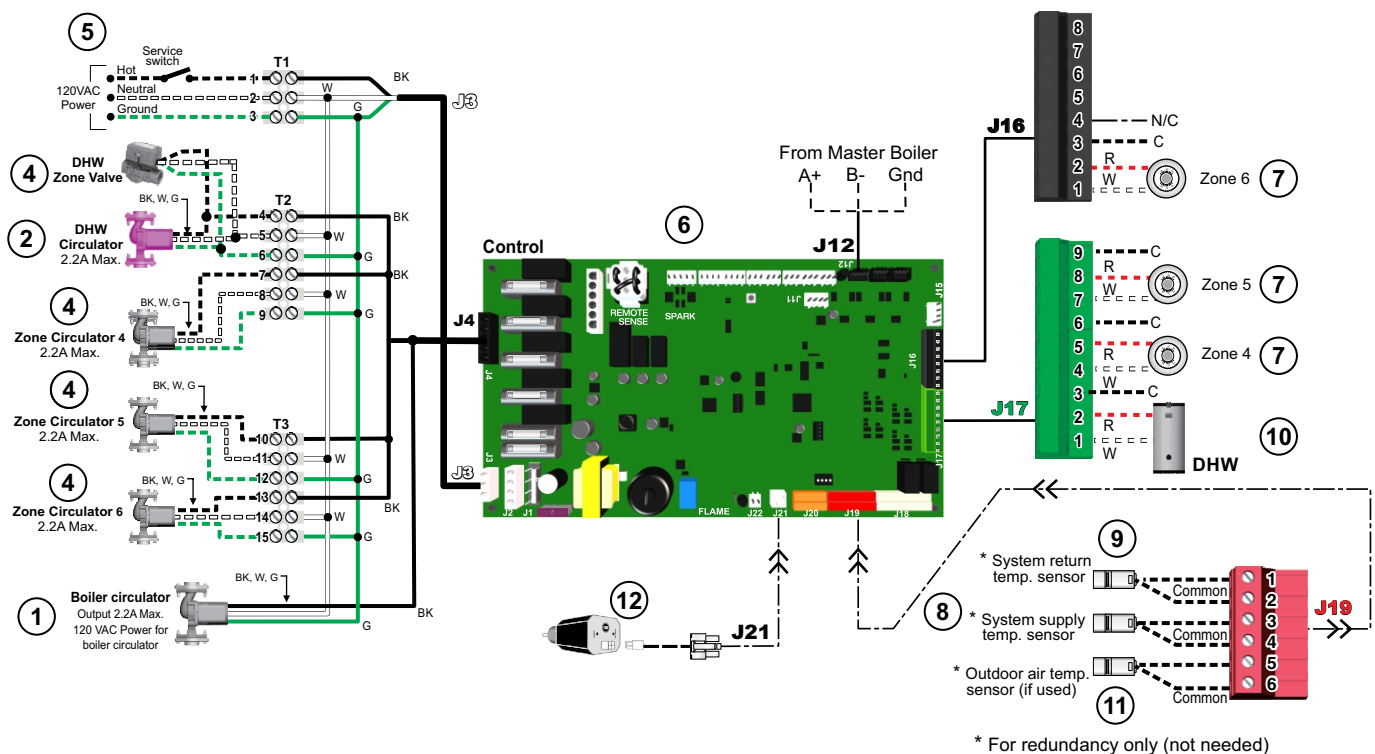 5
Service
switch
Hot
120VAC
Power
Neutral
Ground
T1
1
2
3
BK
W
G
J3
4
DHW
Zone Valve
BK, W, G
2
DHW
Circulator
2.2A Max.
T2
4
5
6
7
8
9
BK
W
G
BK
W
G
4
BK, W, G
Zone Circulator 4
2.2A Max.
4
BK, W, G
Zone Circulator 5
2.2A Max.
T3
10
11
12
13
14
15
W
G
BK
W
G
4
BK, W, G
Zone Circulator 6
2.2A Max.
1
Boiler circulator
Output 2.2A Max.
120 VAC Power for
boiler circulator
BK, W, G
BK
G
From Master Boiler
A+ B- Gnd
6
J12
Control
J4
J3
REMOTE
SENSE
SPARK
J11
J12
J15
J16
J17
J4
J3
J2
J1
FLAME
J22
J21
J20
J19
J18
J16
8
7
6
5
4
3
2
1
N/C
C
R
W
Zone 6
7
J17
9
8
7
6
5
4
3
2
1
C
R
W
Zone 5
7
C
R
W
Zone 4
7
C
R
W
DHW
10
12
J21
8
9
* System return
temp. sensor
Common
* System supply
temp. sensor
Common
* Outdoor air temp.
sensor (if used)
Common
11
1
2
3
4
5
6
J19
* For redundancy only (not needed)